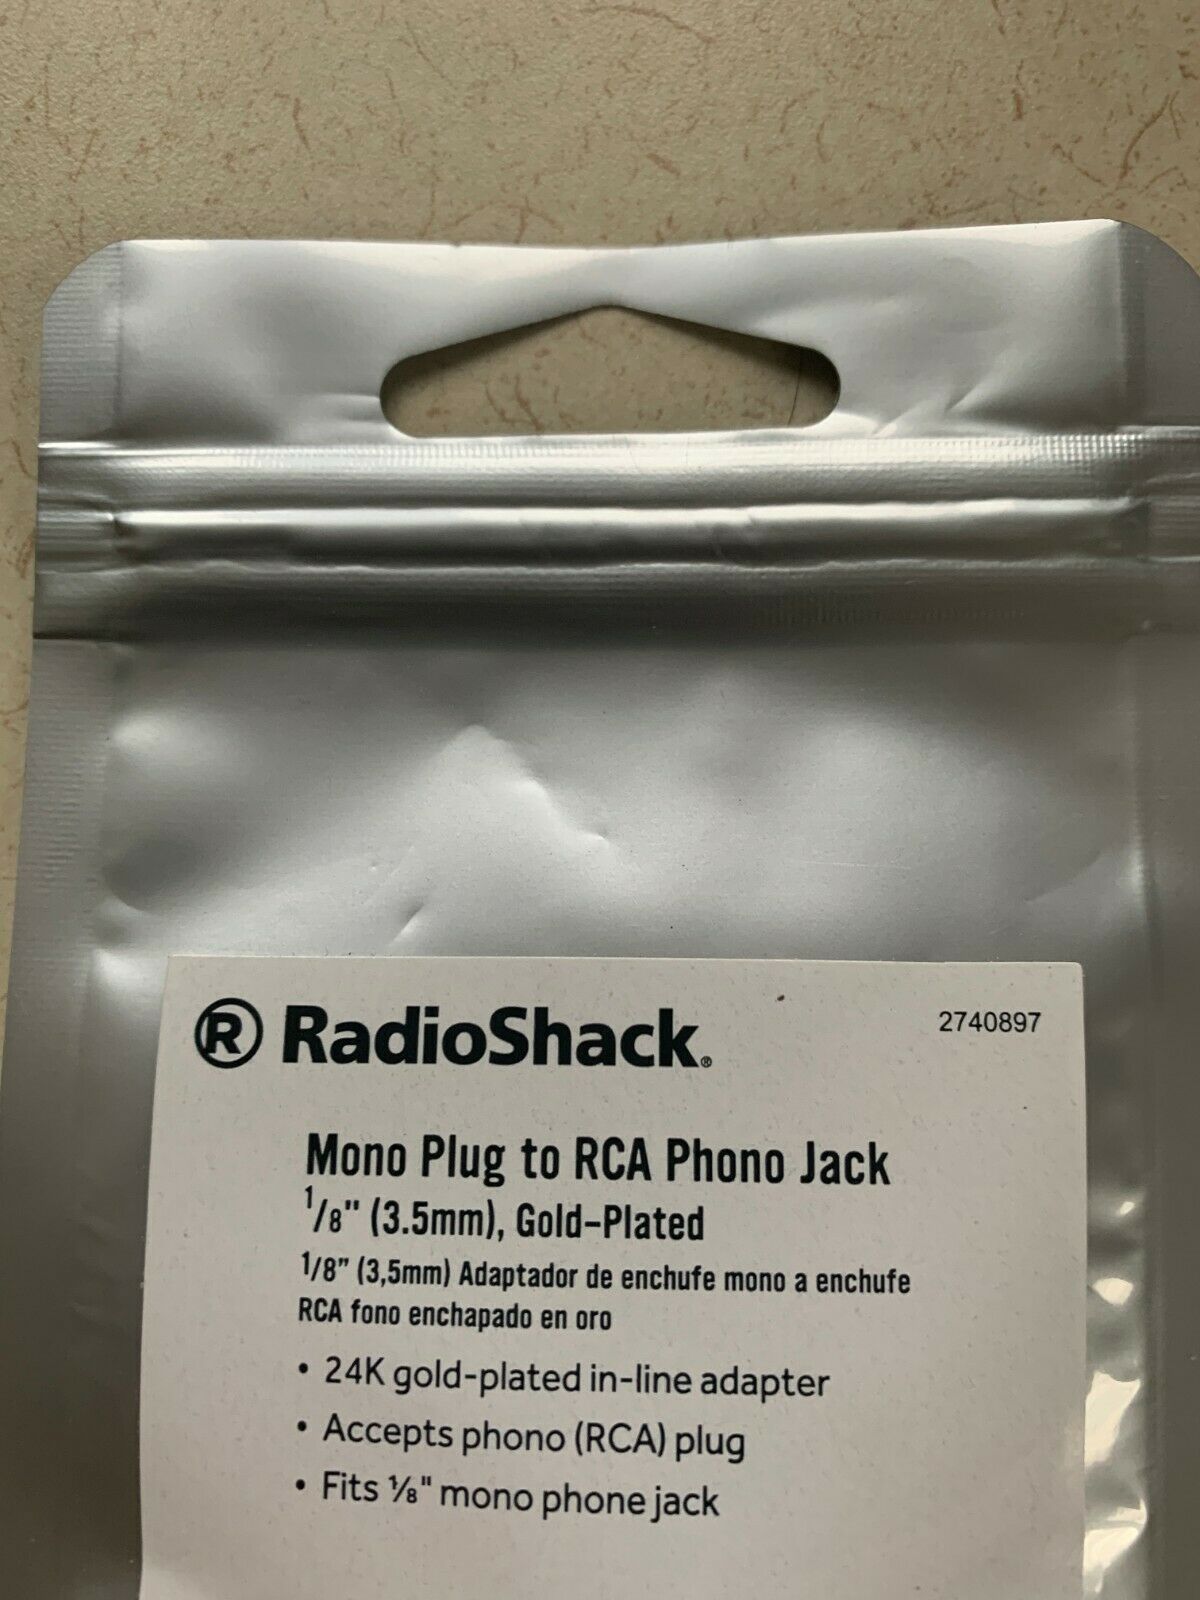 ® RadioShack®
2740897
Mono Plug to RCA Phono Jack
1/8" (3.5mm), Gold-Plated
1/8” (3,5mm) Adaptador de enchufe mono a enchufe
RCA fono enchapado en oro
• 24K gold-plated in-line adapter
• Accepts phono (RCA) plug
• Fits ⅛" mono phone jack